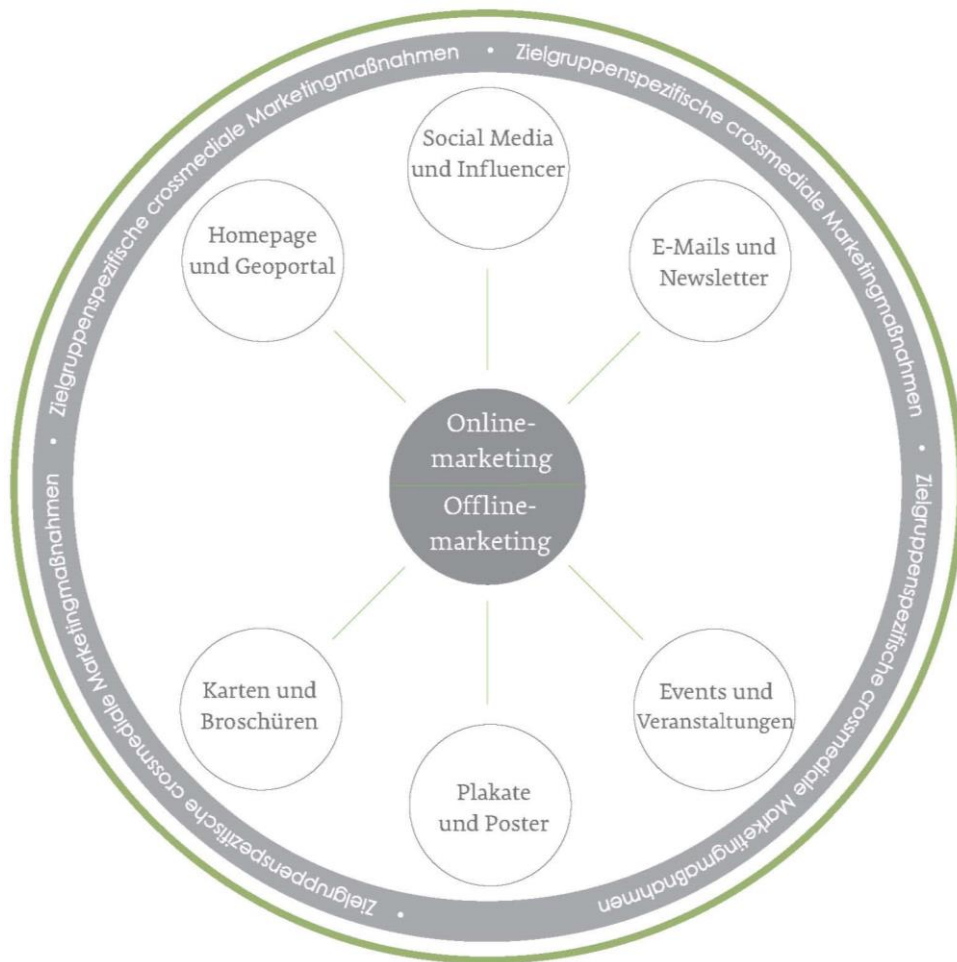 Zielgruppenspezifische crossmediale Marketingmaßnahmen • Zielgruppenspezifische crossmediale Marketingmaßnahmen • Zielgruppenspezifische crossmediale Marketingmaßnahmen • Zielgruppenspezifische crossmediale Marketingmaßnahmen •
Social Media
und Influencer
Homepage
und Geoportal
E-Mails und
Newsletter
Online-
marketing
Offline-
marketing
Karten und
Broschüren
Events und
Veranstaltungen
Plakate
und Poster